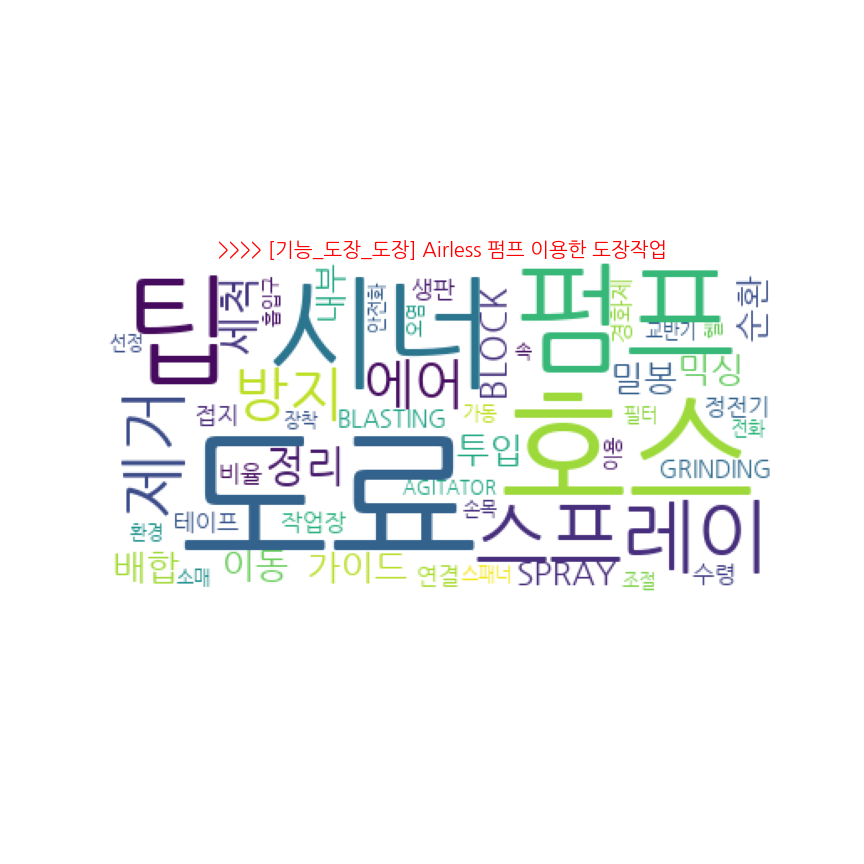 >>>> [기능_도장_도장] Airless 펌프 이용한 도장작업
팁
시너
펌프
세척
흡입구
내부
안전화
오염
생판
BLOCK
속
경화제
교반기
헬
순환
선정
방지
에어
밀봉
믹싱
제거
접지
장착
BLASTING
가동
호스
필터
정전기
전화
도료
비율
정리
투입
이용
GRINDING
AGITATOR
환경
테이프
작업장
손목
스프레이
배합
소매
이동
가이드
연결
스패너
SPRAY
조절
수령